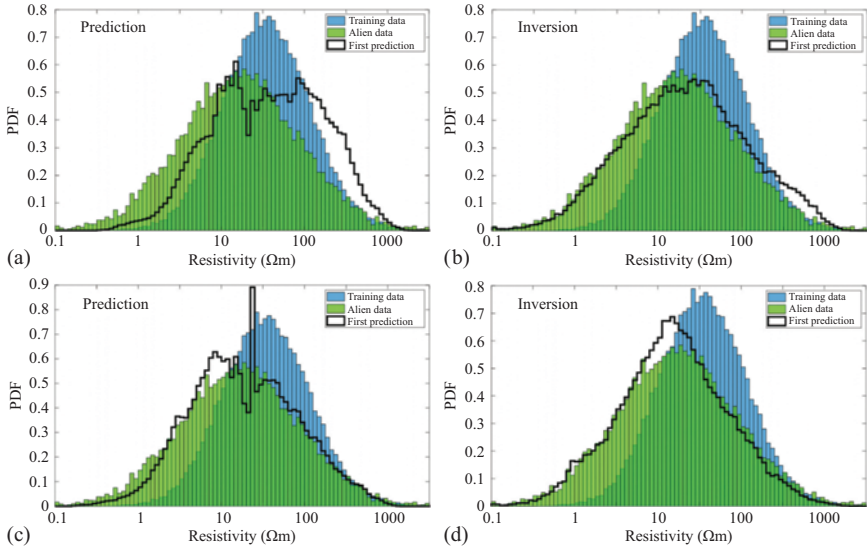 0.8
0.7
0.6
0.5
0.4
0.3
0.2
0.1
0
PDF
Prediction
Training data
Alien data
First prediction
0.1 1 10 100 1000
Resistivity (Ωm)
(a)
0.8
0.7
0.6
0.5
0.4
0.3
0.2
0.1
0
PDF
Inversion
Training data
Alien data
First prediction
0.1 1 10 100 1000
Resistivity (Ωm)
(b)
0.9
0.8
0.7
0.6
0.5
0.4
0.3
0.2
0.1
0
PDF
Prediction
Training data
Alien data
First prediction
0.1 1 10 100 1000
Resistivity (Ωm)
(c)
0.8
0.7
0.6
0.5
0.4
0.3
0.2
0.1
0
PDF
Inversion
Training data
Alien data
First prediction
0.1 1 10 100 1000
Resistivity (Ωm)
(d)